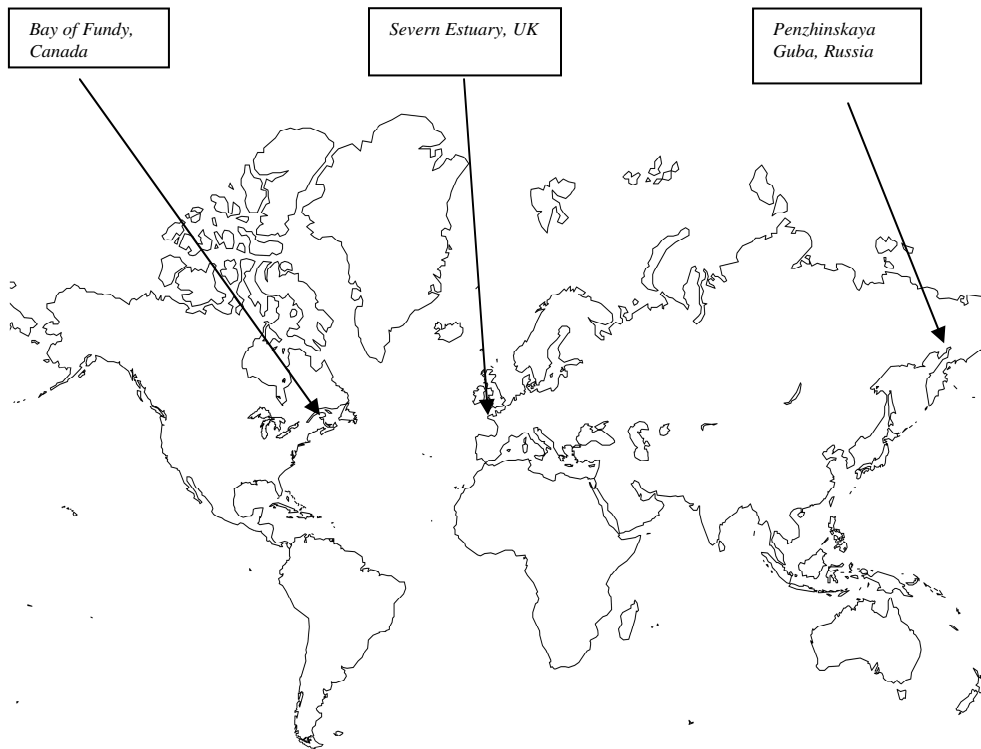 Bay of Fundy,
Canada
Severn Estuary, UK
Penzhinskaya
Guba, Russia